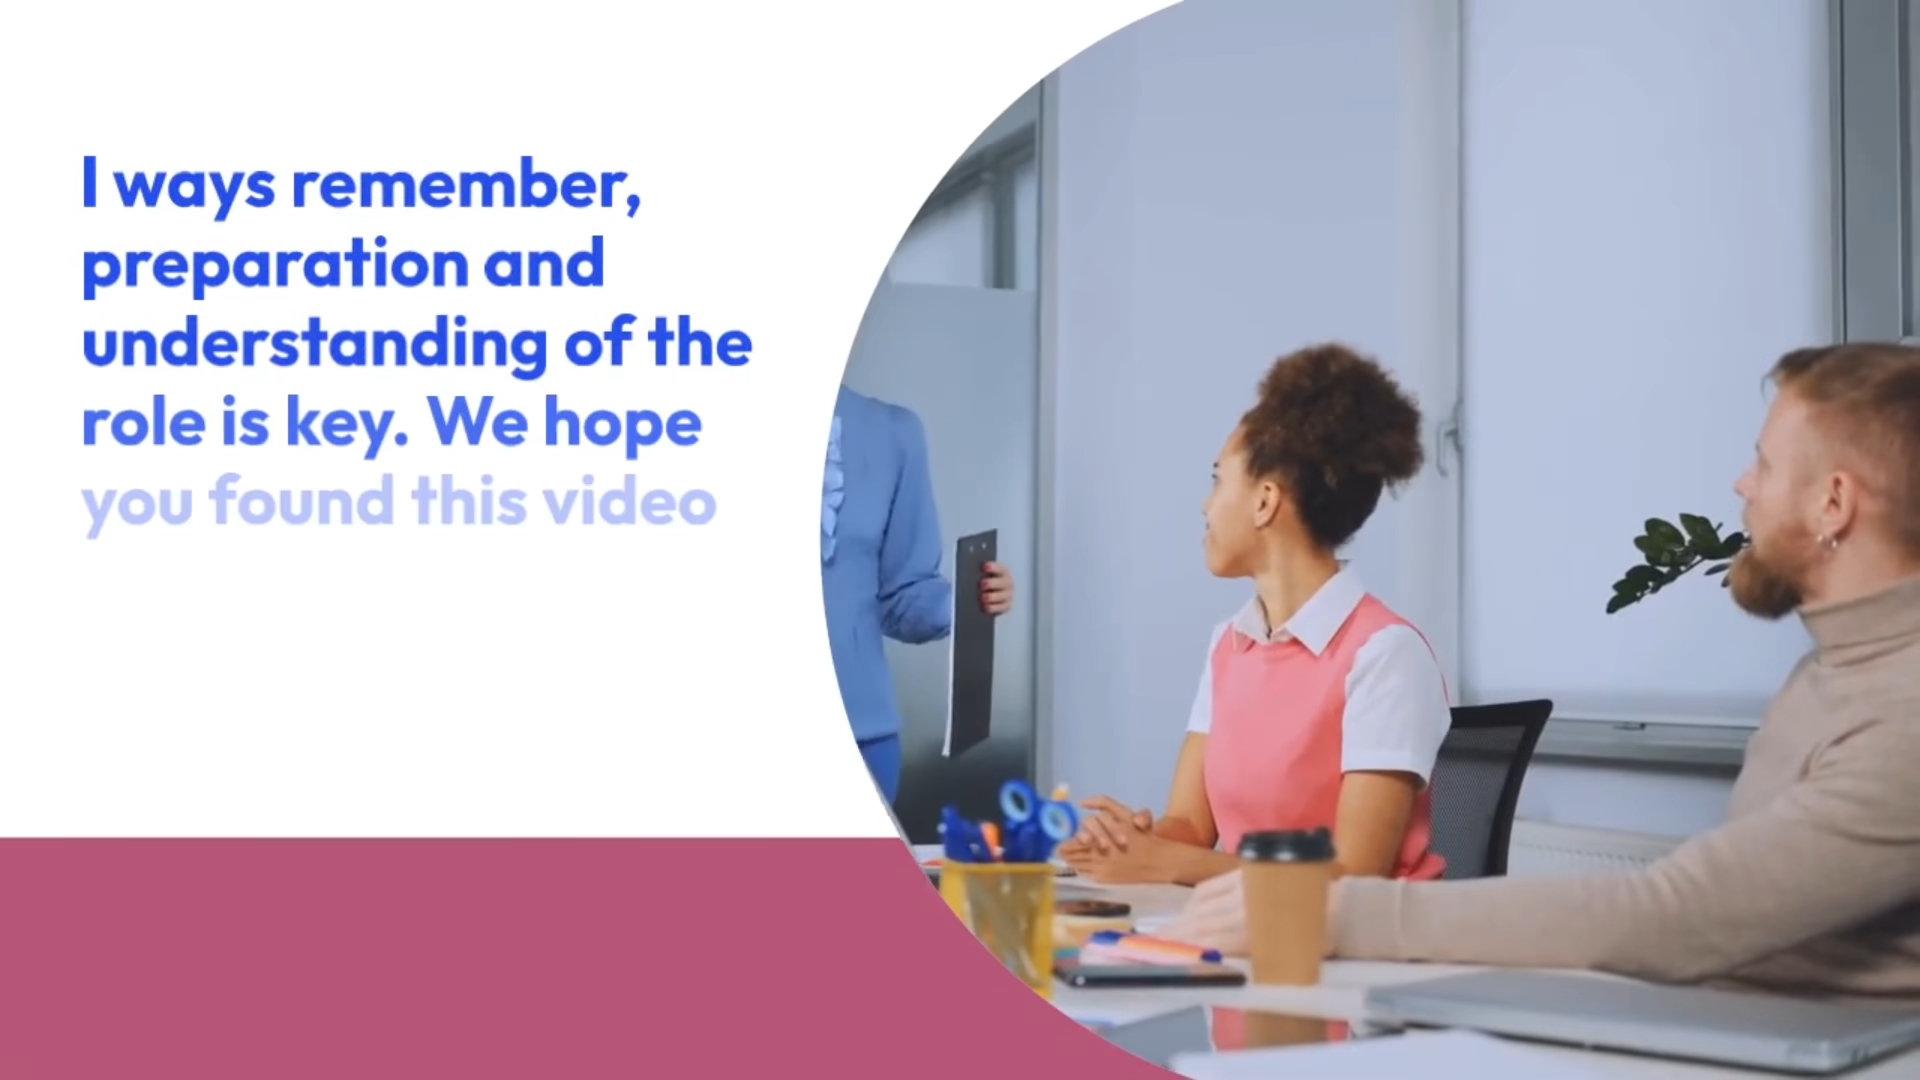 I ways remember,
preparation and
understanding of the
role is key. We hope
you found this video